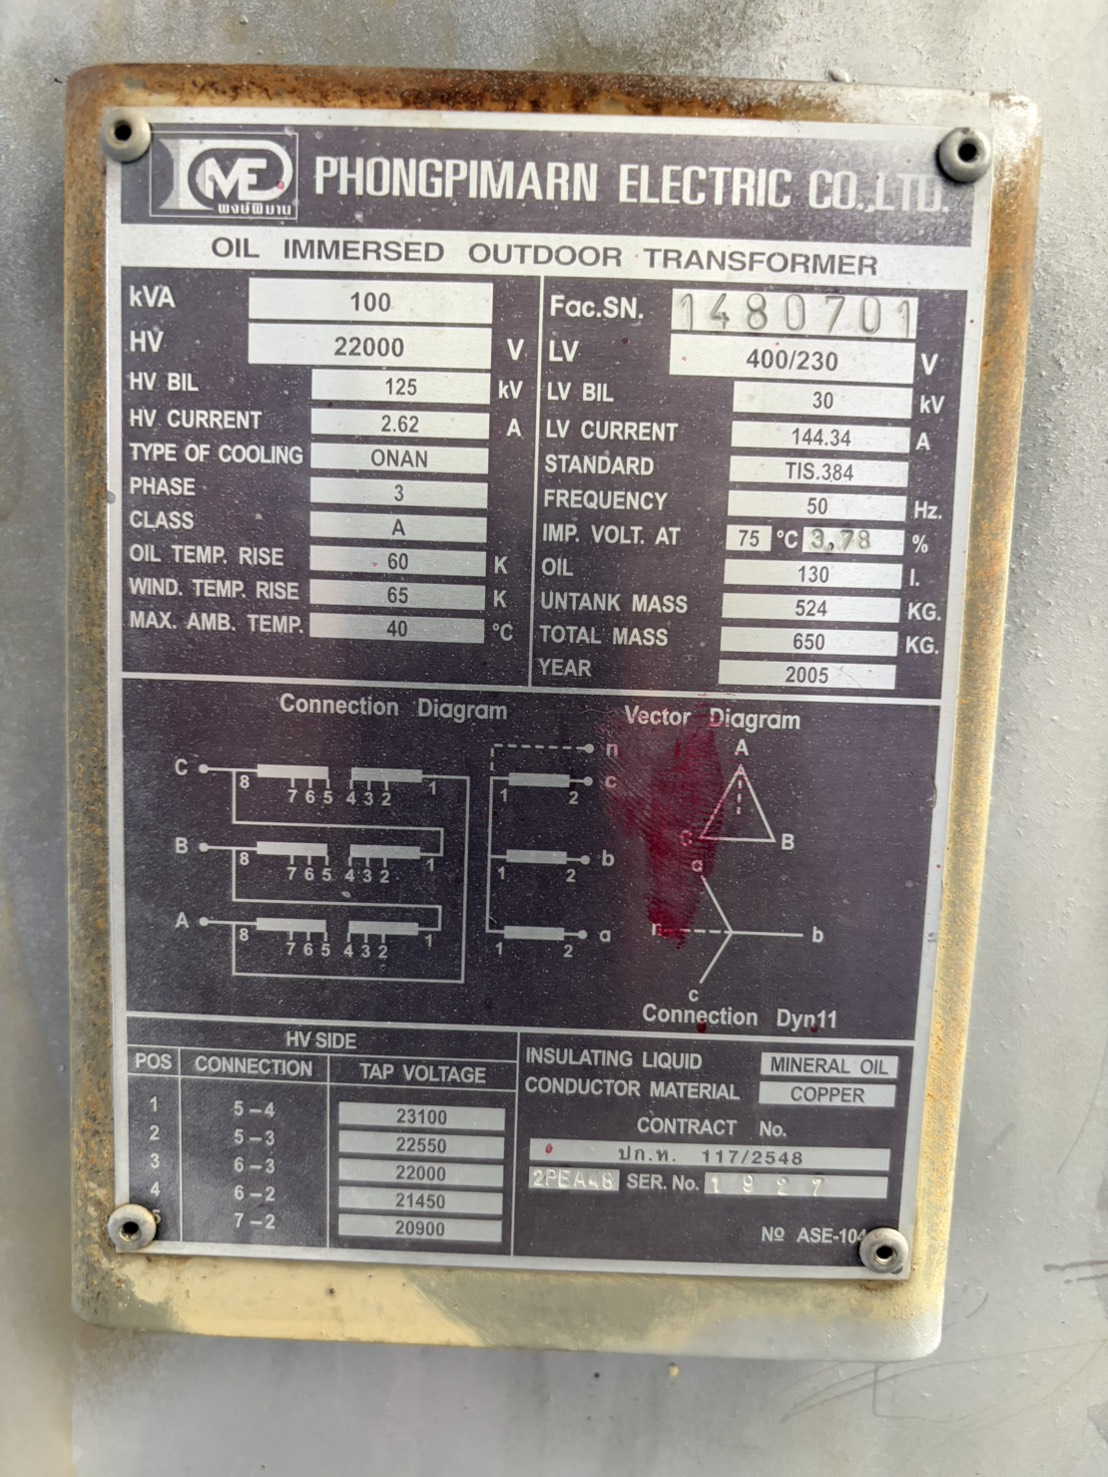 PME
พงษ์พิมาน
PHONGPIMARN ELECTRIC CO.,LTD.
OIL IMMERSED OUTDOOR TRANSFORMER
kVA 100
HV 22000 V
HV BIL 125 kV
HV CURRENT 2.62 A
TYPE OF COOLING ONAN
PHASE 3
CLASS A
OIL TEMP. RISE 60 K
WIND. TEMP. RISE 65 K
MAX. AMB. TEMP. 40 °C
Fac.SN. 1480701
LV 400/230 V
LV BIL 30 kV
LV CURRENT 144.34 A
STANDARD TIS.384
FREQUENCY 50 Hz.
IMP. VOLT. AT 75 °C 3.78 %
OIL 130 l.
UNTANK MASS 524 KG.
TOTAL MASS 650 KG.
YEAR 2005
Connection Diagram
C 8 7 6 5 4 3 2 1
B 8 7 6 5 4 3 2 1
A 8 7 6 5 4 3 2 1
n
1 2 c
1 2 b
1 2 a
Vector Diagram
A
C B
a
n b
c
Connection Dyn11
HV SIDE
POS CONNECTION TAP VOLTAGE
1 5-4 23100
2 5-3 22550
3 6-3 22000
4 6-2 21450
5 7-2 20900
INSULATING LIQUID MINERAL OIL
CONDUCTOR MATERIAL COPPER
CONTRACT No.
ปก.ห. 117/2548
2PEA48 SER. No. 1927
Nº ASE-104